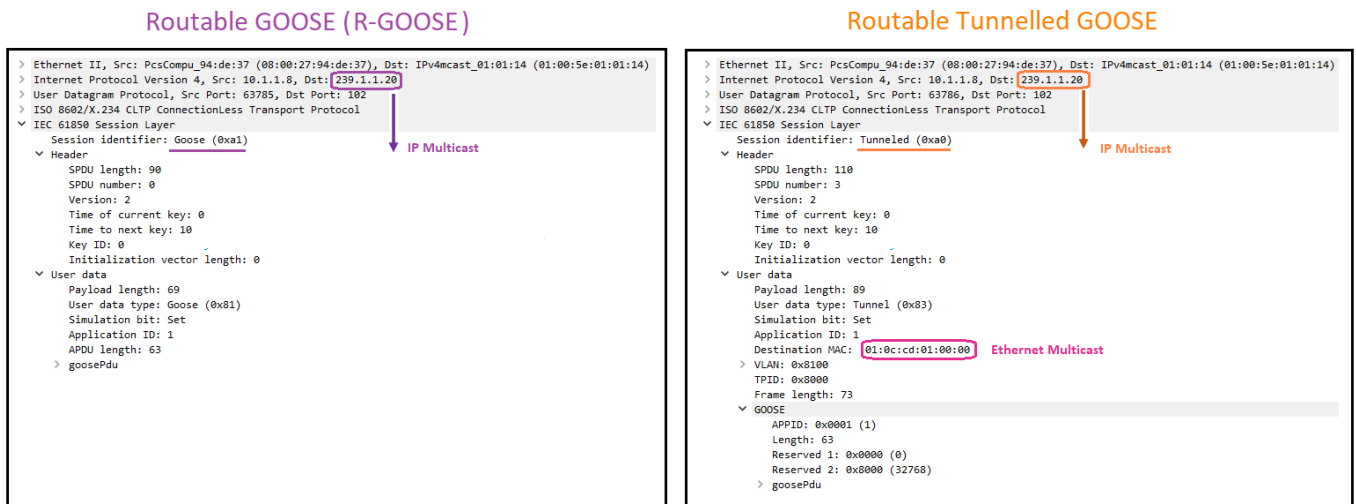 Routable GOOSE (R-GOOSE)
Ethernet II, Src: PcsCompu_94:de:37 (08:00:27:94:de:37), Dst: IPv4mcast_01:01:14 (01:00:5e:01:01:14)
Internet Protocol Version 4, Src: 10.1.1.8, Dst: 239.1.1.20
User Datagram Protocol, Src Port: 63785, Dst Port: 102
ISO 8602/X.234 CLTP ConnectionLess Transport Protocol
IEC 61850 Session Layer
Session identifier: Goose (0xa1)
IP Multicast
Header
SPDU length: 90
SPDU number: 0
Version: 2
Time of current key: 0
Time to next key: 10
Key ID: 0
Initialization vector length: 0
User data
Payload length: 69
User data type: Goose (0x81)
Simulation bit: Set
Application ID: 1
APDU length: 63
goosePdu
Routable Tunnelled GOOSE
Ethernet II, Src: PcsCompu_94:de:37 (08:00:27:94:de:37), Dst: IPv4mcast_01:01:14 (01:00:5e:01:01:14)
Internet Protocol Version 4, Src: 10.1.1.8, Dst: 239.1.1.20
User Datagram Protocol, Src Port: 63786, Dst Port: 102
ISO 8602/X.234 CLTP ConnectionLess Transport Protocol
IEC 61850 Session Layer
Session identifier: Tunneled (0xa0)
IP Multicast
Header
SPDU length: 110
SPDU number: 3
Version: 2
Time of current key: 0
Time to next key: 10
Key ID: 0
Initialization vector length: 0
User data
Payload length: 89
User data type: Tunnel (0x83)
Simulation bit: Set
Application ID: 1
Destination MAC: 01:0c:cd:01:00:00 Ethernet Multicast
VLAN: 0x8100
TPID: 0x8000
Frame length: 73
GOOSE
APPID: 0x0001 (1)
Length: 63
Reserved 1: 0x0000 (0)
Reserved 2: 0x8000 (32768)
goosePdu